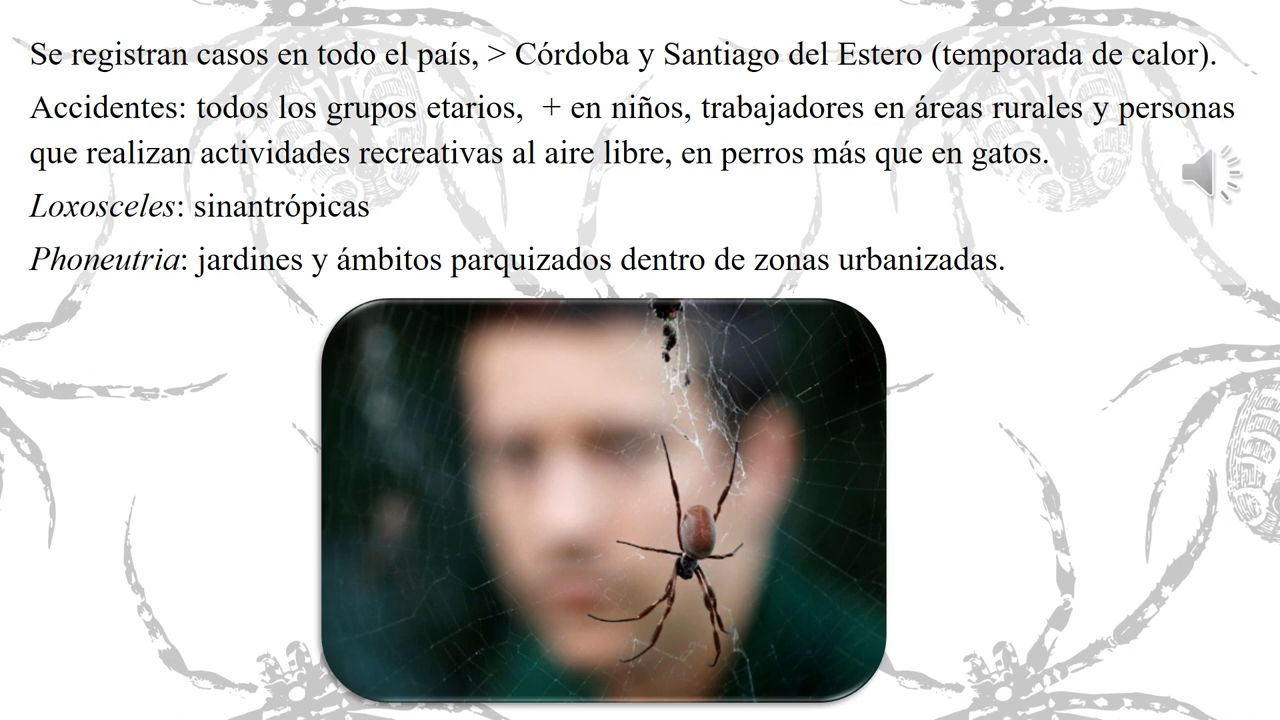 Se registran casos en todo el país, > Córdoba y Santiago del Estero (temporada de calor).
Accidentes: todos los grupos etarios,  + en niños, trabajadores en áreas rurales y personas
que realizan actividades recreativas al aire libre, en perros más que en gatos.
Loxosceles: sinantrópicas
Phoneutria: jardines y ámbitos parquizados dentro de zonas urbanizadas.